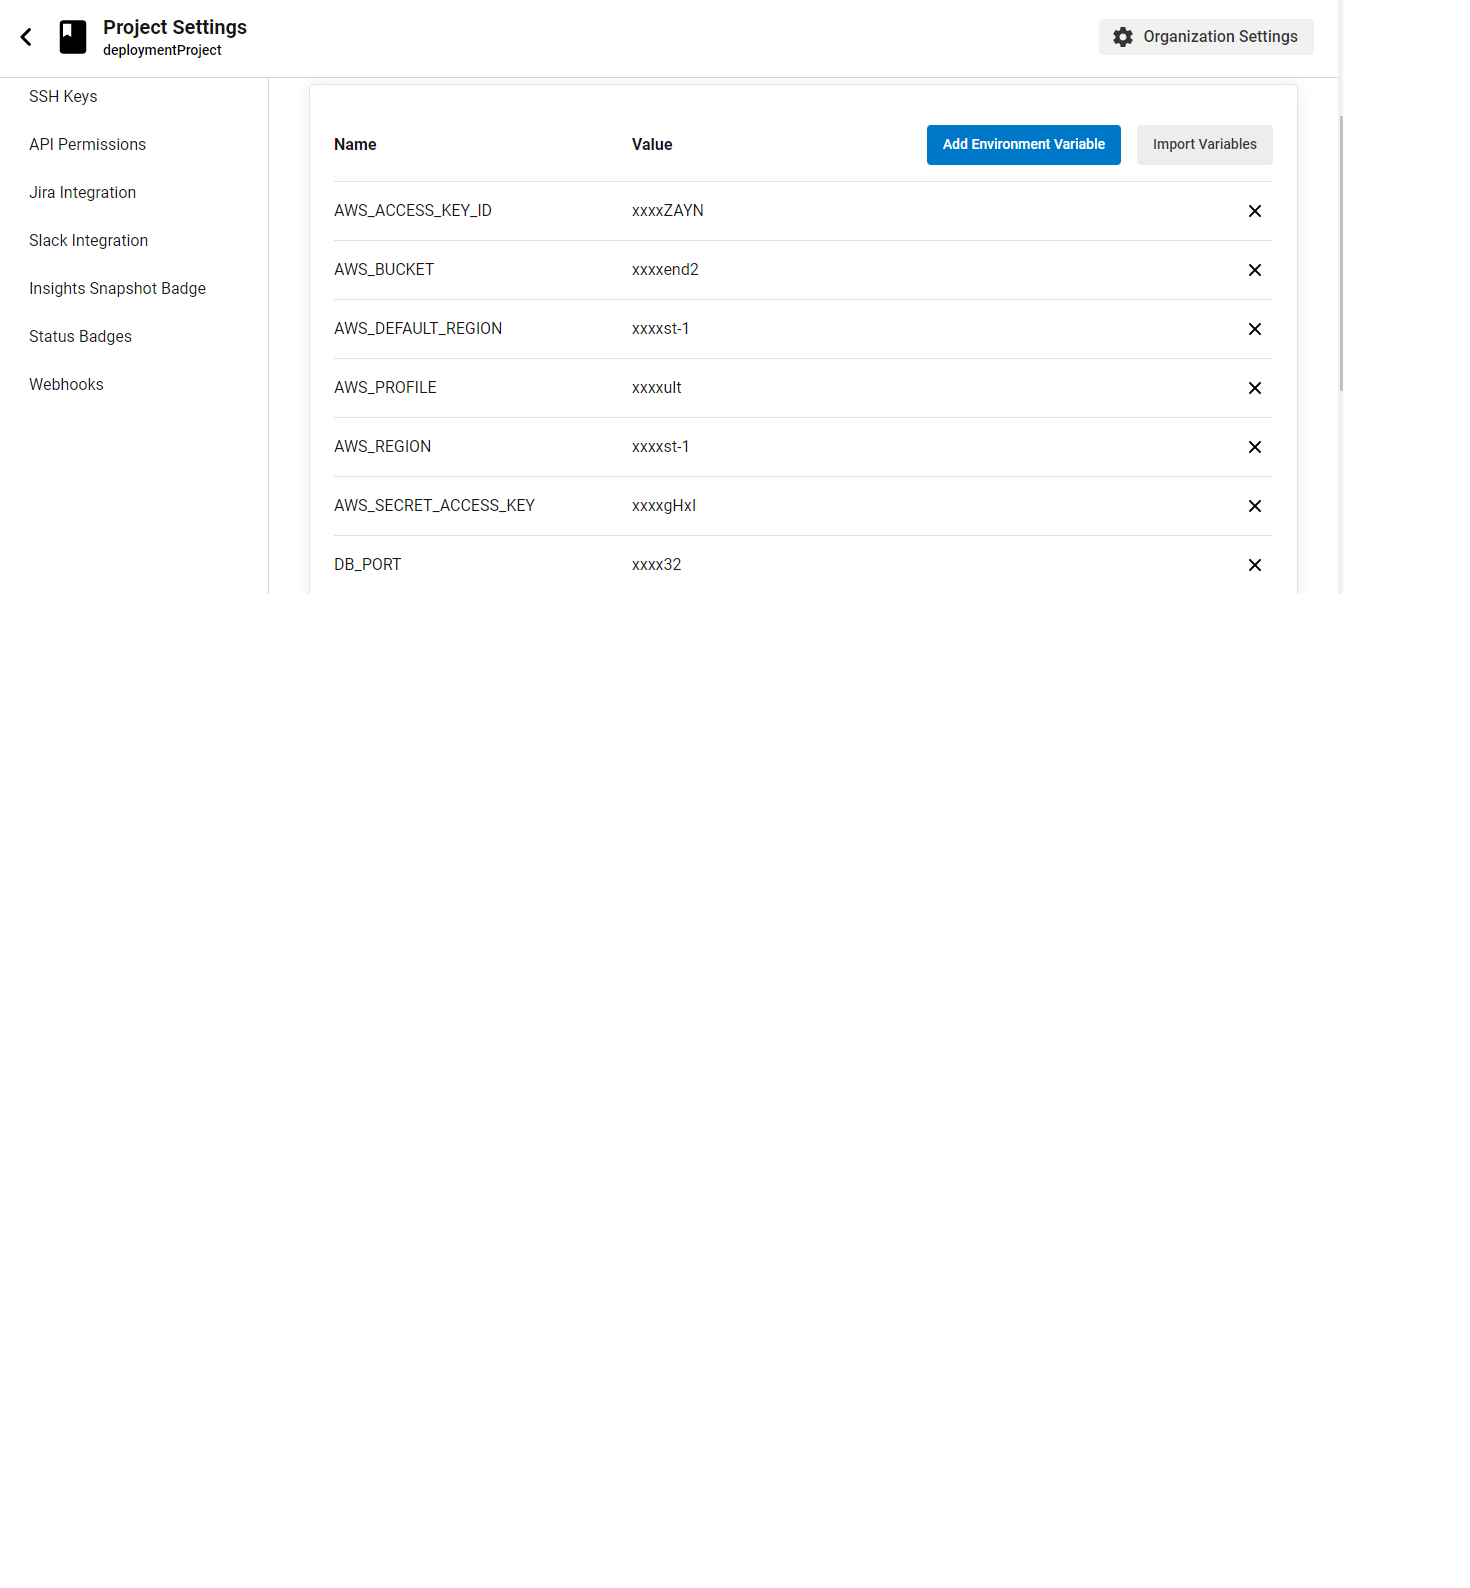 Project Settings
deploymentProject
Organization Settings
SSH Keys
API Permissions
Jira Integration
Slack Integration
Insights Snapshot Badge
Status Badges
Webhooks
Name Value Add Environment Variable Import Variables
AWS_ACCESS_KEY_ID xxxxZAYN
AWS_BUCKET xxxxend2
AWS_DEFAULT_REGION xxxxst-1
AWS_PROFILE xxxxult
AWS_REGION xxxxst-1
AWS_SECRET_ACCESS_KEY xxxxgHxI
DB_PORT xxxx32